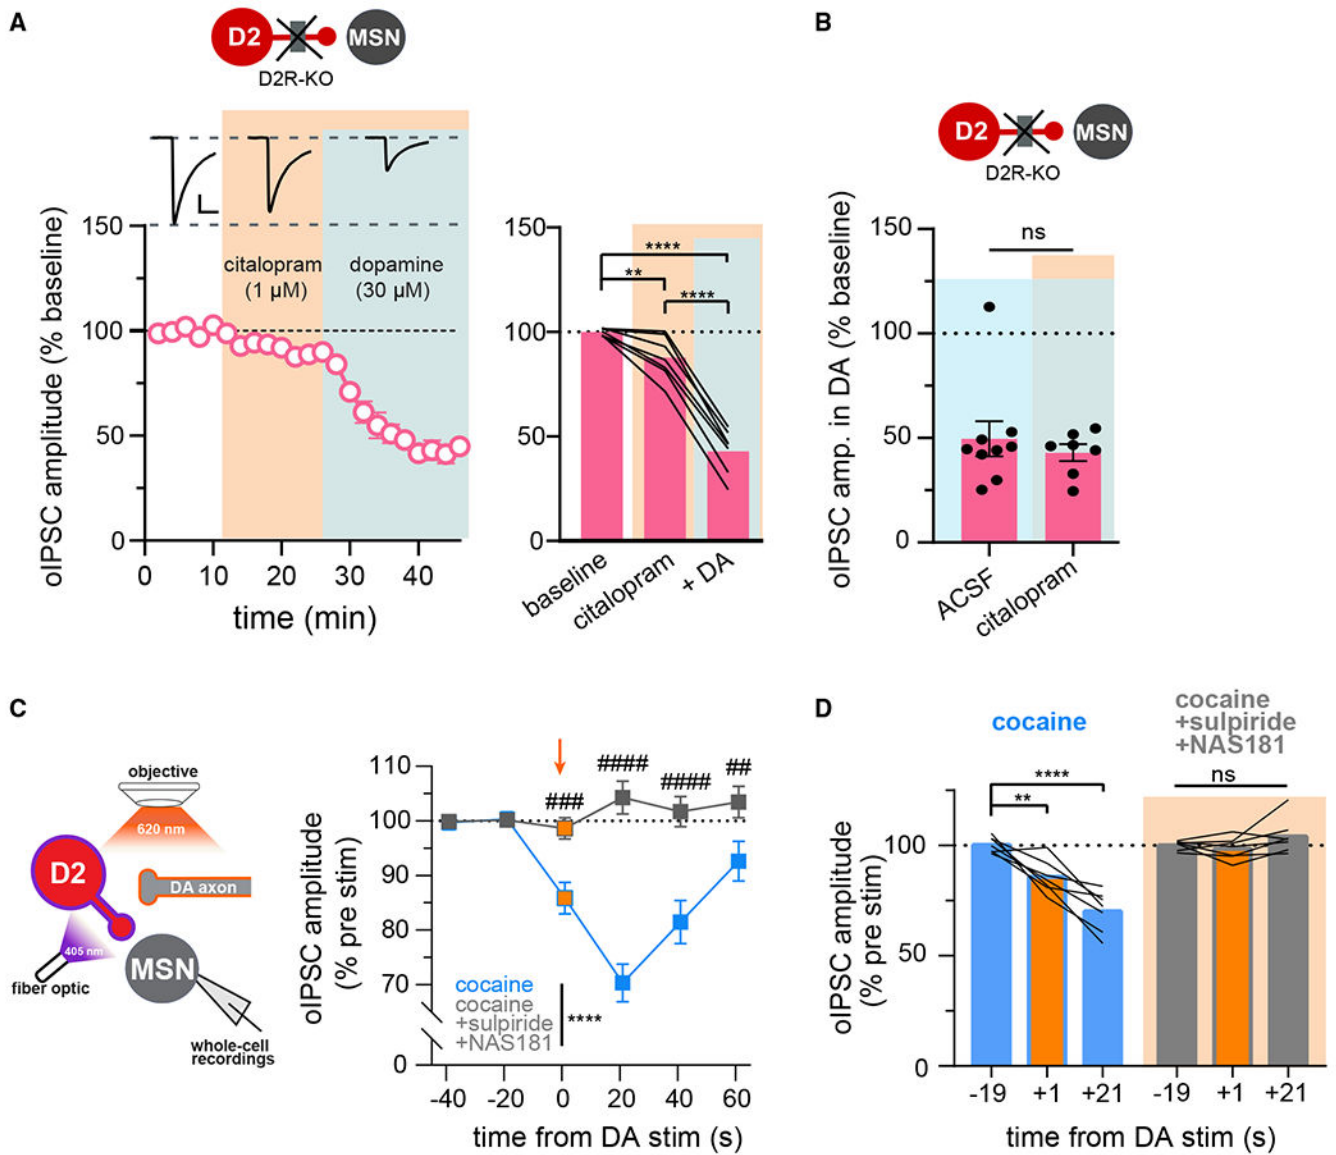 A
D2
MSN
D2R-KO
oIPSC amplitude (% baseline)
150
100
50
0
citalopram
(1 µM)
dopamine
(30 µM)
0
10
20
30
40
time (min)
150
100
50
0
****
**
****
baseline
citalopram
+ DA
B
D2
MSN
D2R-KO
oIPSC amp. in DA (% baseline)
150
100
50
0
ns
ACSF
citalopram
C
objective
620 nm
D2
DA axon
405 nm
MSN
fiber optic
whole-cell
recordings
oIPSC amplitude
(% pre stim)
110
100
90
80
70
0
###
####
####
##
cocaine
cocaine
+sulpiride
+NAS181
****
-40
-20
0
20
40
60
time from DA stim (s)
D
cocaine
cocaine
+sulpiride
+NAS181
oIPSC amplitude
(% pre stim)
100
50
0
****
**
ns
-19
+1
+21
-19
+1
+21
time from DA stim (s)